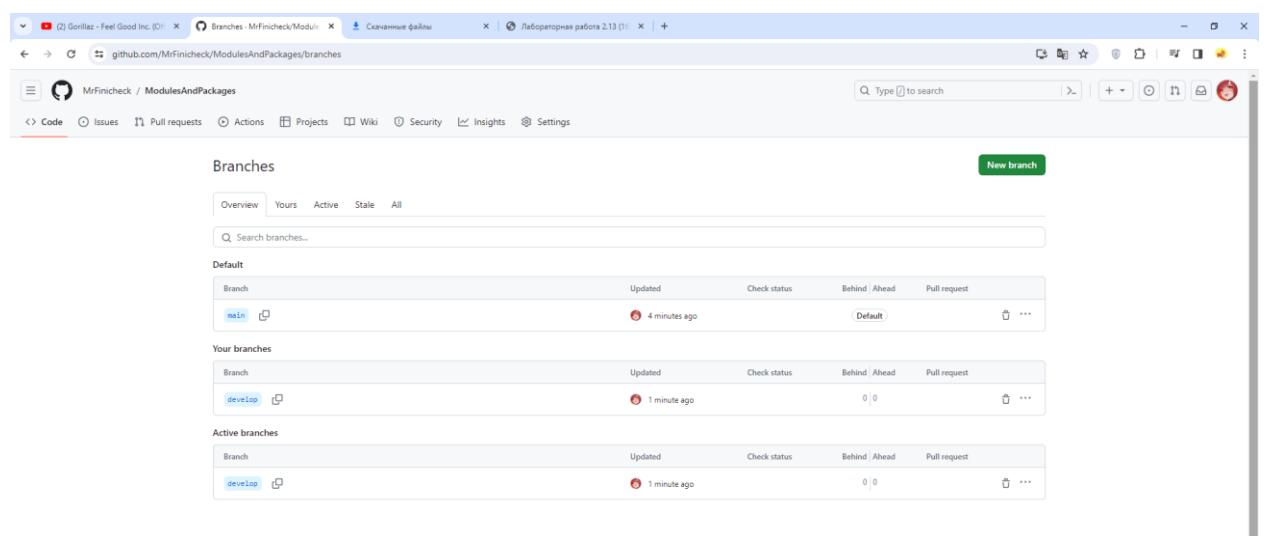 (2) Gorillaz - Feel Good Inc. (Of Branches - MrFinicheck/Module Скачанные файлы Лабораторная работа 2.13 (16
github.com/MrFinicheck/ModulesAndPackages/branches
MrFinicheck / ModulesAndPackages Type / to search
Code Issues Pull requests Actions Projects Wiki Security Insights Settings
Branches New branch
Overview Yours Active Stale All
Search branches...
Default
Branch Updated Check status Behind Ahead Pull request
main 4 minutes ago Default
Your branches
Branch Updated Check status Behind Ahead Pull request
develop 1 minute ago 0 0
Active branches
Branch Updated Check status Behind Ahead Pull request
develop 1 minute ago 0 0